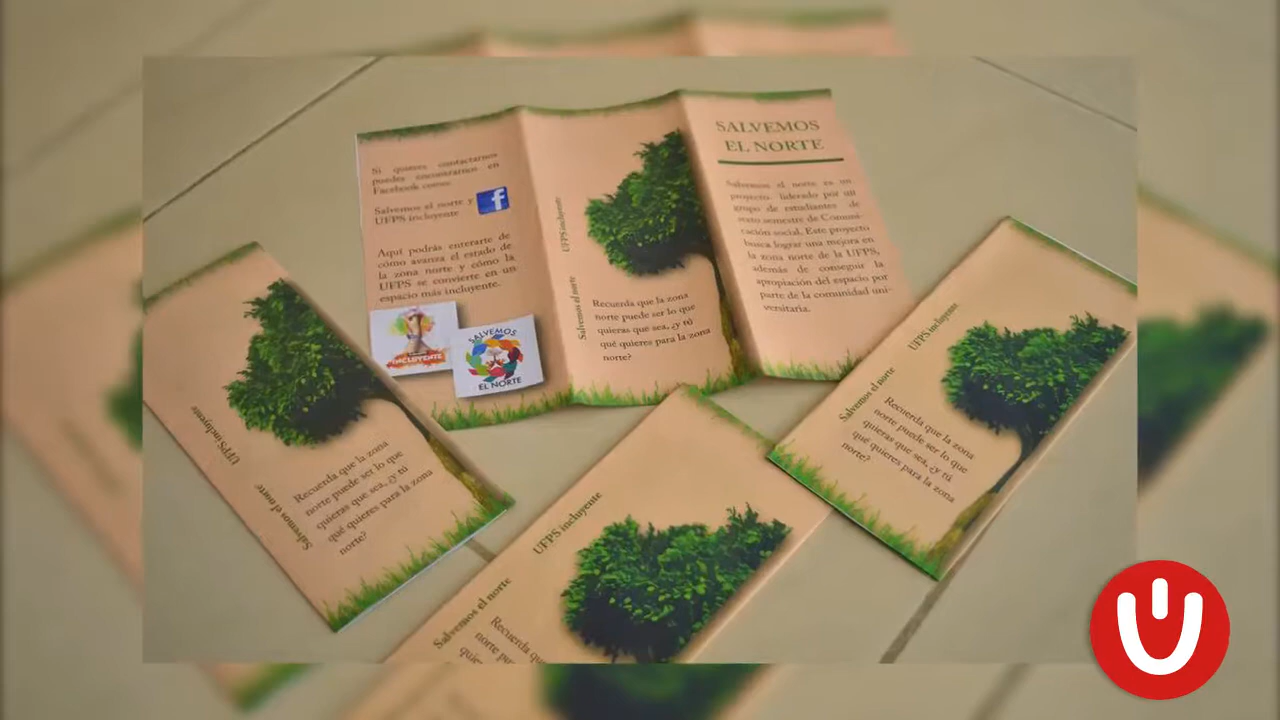 Si quieres contactarnos
puedes encontrarnos en
Facebook como:
Salvemos el norte y
UFPS incluyente
f
Aquí podrás enterarte de
cómo avanza el estado de
la zona norte y cómo la
UFPS se convierte en un
espacio más incluyente.
INCLUYENTE
SALVEMOS
EL NORTE
UFPS incluyente
Salvemos el norte
Recuerda que la zona
norte puede ser lo que
quieras que sea, ¿y tú
qué quieres para la zona
norte?
SALVEMOS
EL NORTE
Salvemos el norte es un
proyecto liderado por un
grupo de estudiantes de
sexto semestre de Comuni-
cación social. Este proyecto
busca lograr una mejora en
la zona norte de la UFPS,
además de conseguir la
apropiación del espacio por
parte de la comunidad uni-
versitaria.
UFPS incluyente
Salvemos el norte
Recuerda que la zona
norte puede ser lo que
quieras que sea, ¿y tú
qué quieres para la zona
norte?
UFPS incluyente
Salvemos el norte
Recuerda que la zona
norte puede ser lo que
quieras que sea, ¿y tú
qué quieres para la zona
norte?
UFPS incluyente
Salvemos el norte
Recuerda que la
norte puede